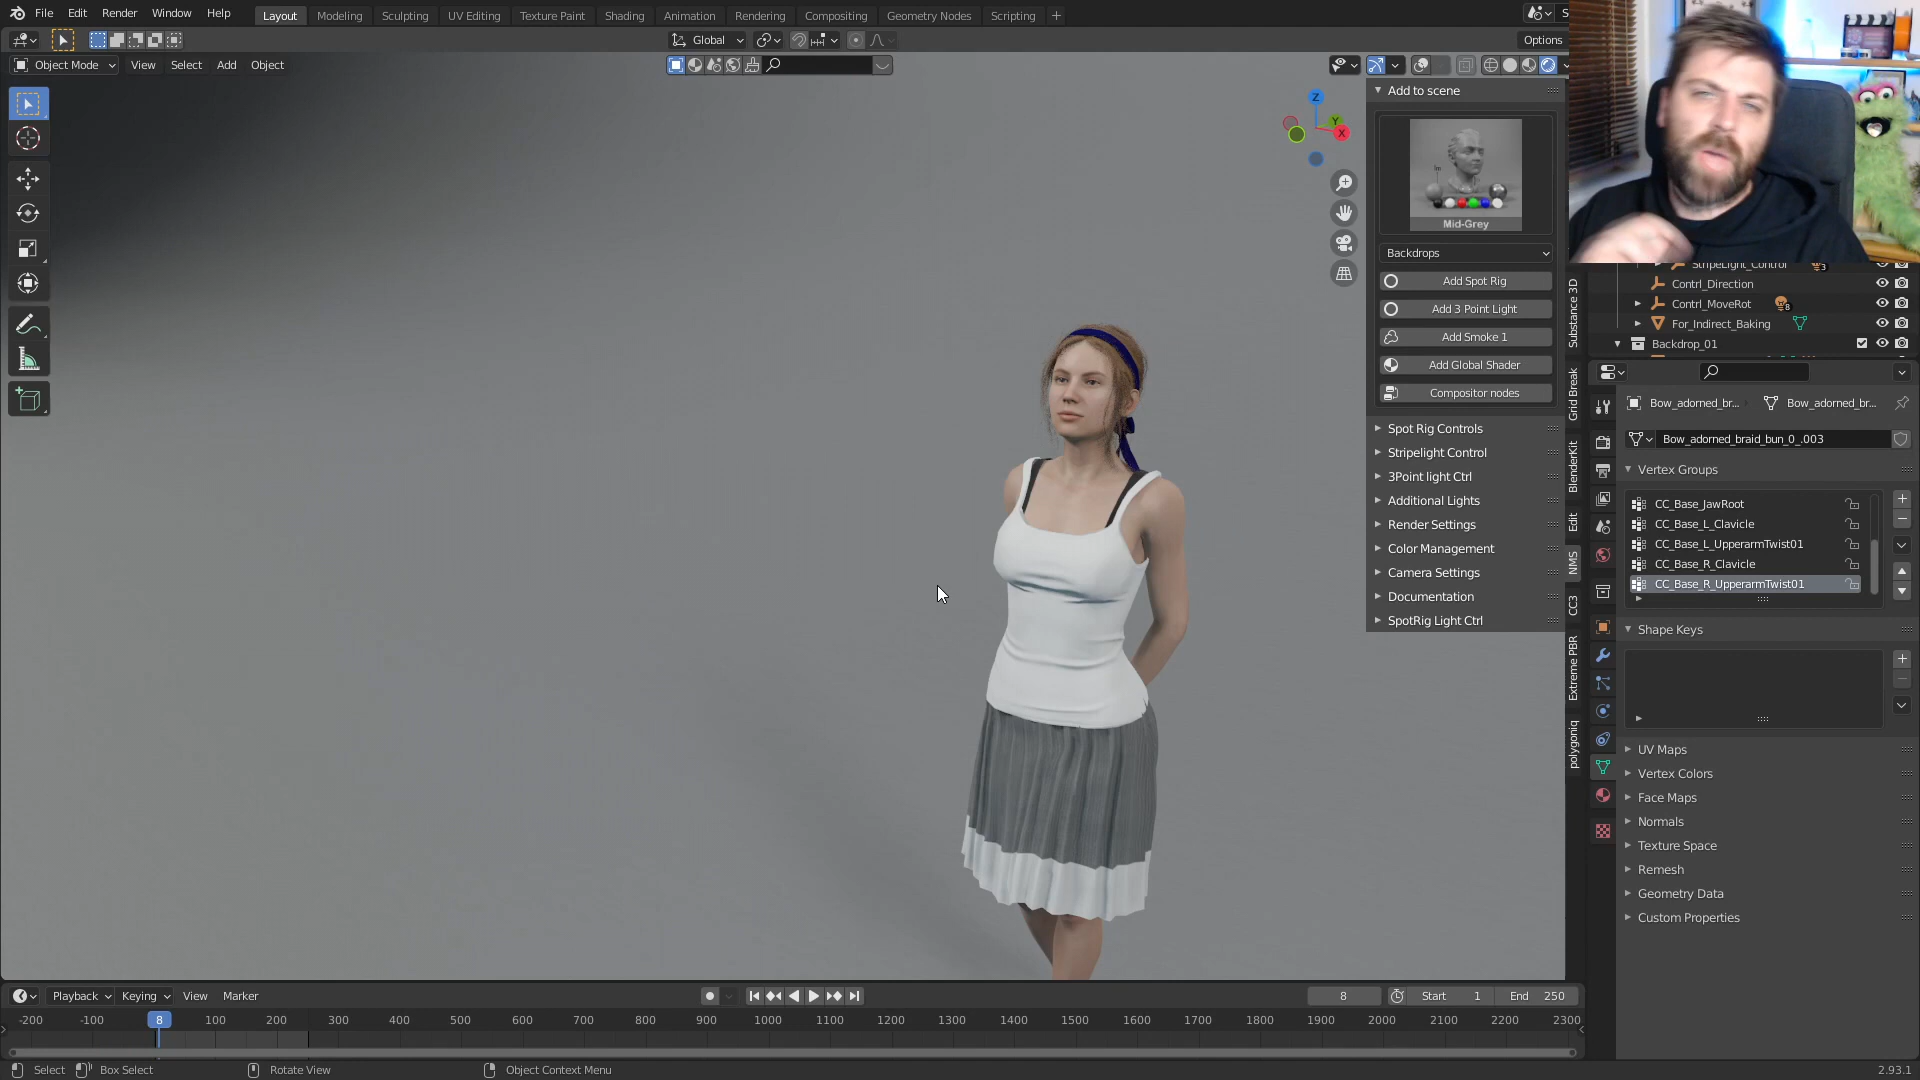 File Edit Render Window Help Layout Modeling Sculpting UV Editing Texture Paint Shading Animation Rendering Compositing Geometry Nodes Scripting +
Global Options
Object Mode View Select Add Object
Add to scene
Z
Y
X
Mid-Grey
Backdrops
Add Spot Rig
Add 3 Point Light
Add Smoke 1
Add Global Shader
Compositor nodes
Spot Rig Controls
Stripelight Control
3Point light Ctrl
Additional Lights
Render Settings
Color Management
Camera Settings
Documentation
SpotRig Light Ctrl
Substance 3D
Grid Break
BlenderKit
Edit
NMS
CC3
Extreme PBR
polygoniq
StripeLight_Control 3
Contrl_Direction
Contrl_MoveRot 8
For_Indirect_Baking
Backdrop_01
Bow_adorned_br... Bow_adorned_br...
Bow_adorned_braid_bun_0_.003
Vertex Groups
CC_Base_JawRoot
CC_Base_L_Clavicle
CC_Base_L_UpperarmTwist01
CC_Base_R_Clavicle
CC_Base_R_UpperarmTwist01
Shape Keys
UV Maps
Vertex Colors
Face Maps
Normals
Texture Space
Remesh
Geometry Data
Custom Properties
Playback Keying View Marker 8 Start 1 End 250
-200 -100 8 100 200 300 400 500 600 700 800 900 1000 1100 1200 1300 1400 1500 1600 1700 1800 1900 2000 2100 2200 2300
Select Box Select Rotate View Object Context Menu 2.93.1